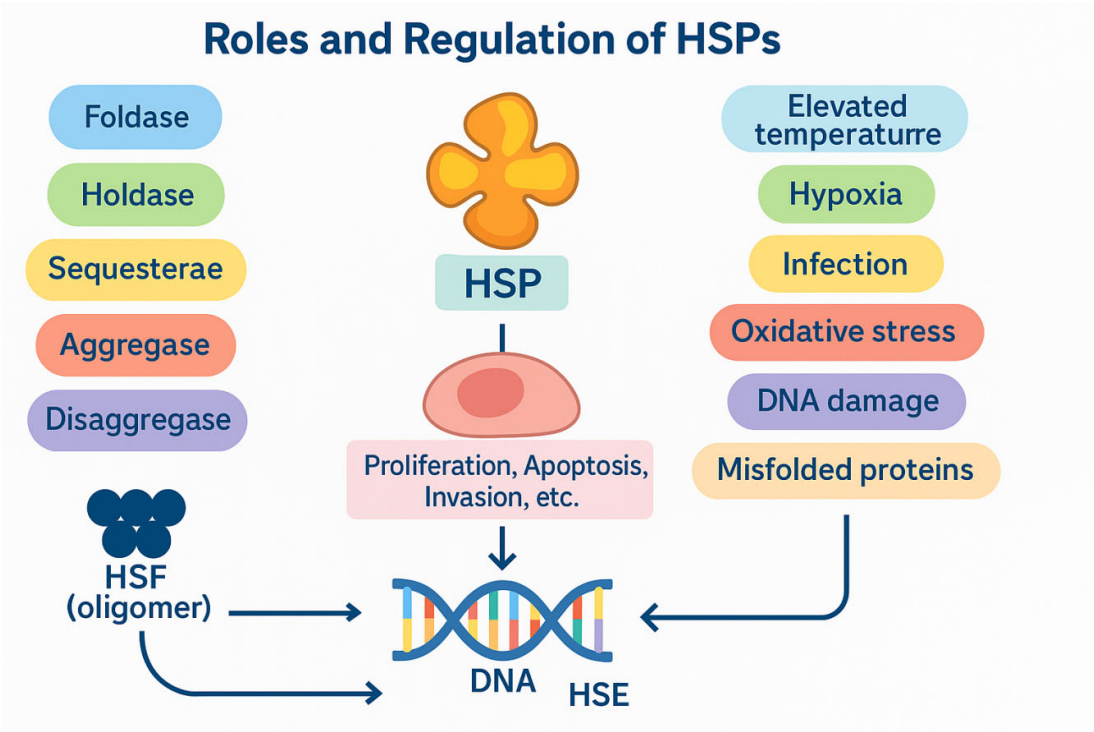 Roles and Regulation of HSPs
Foldase
Holdase
Sequesterae
Aggregase
Disaggregase
HSF
(oligomer)
HSP
Proliferation, Apoptosis,
Invasion, etc.
DNA
HSE
Elevated
temperaturre
Hypoxia
Infection
Oxidative stress
DNA damage
Misfolded proteins